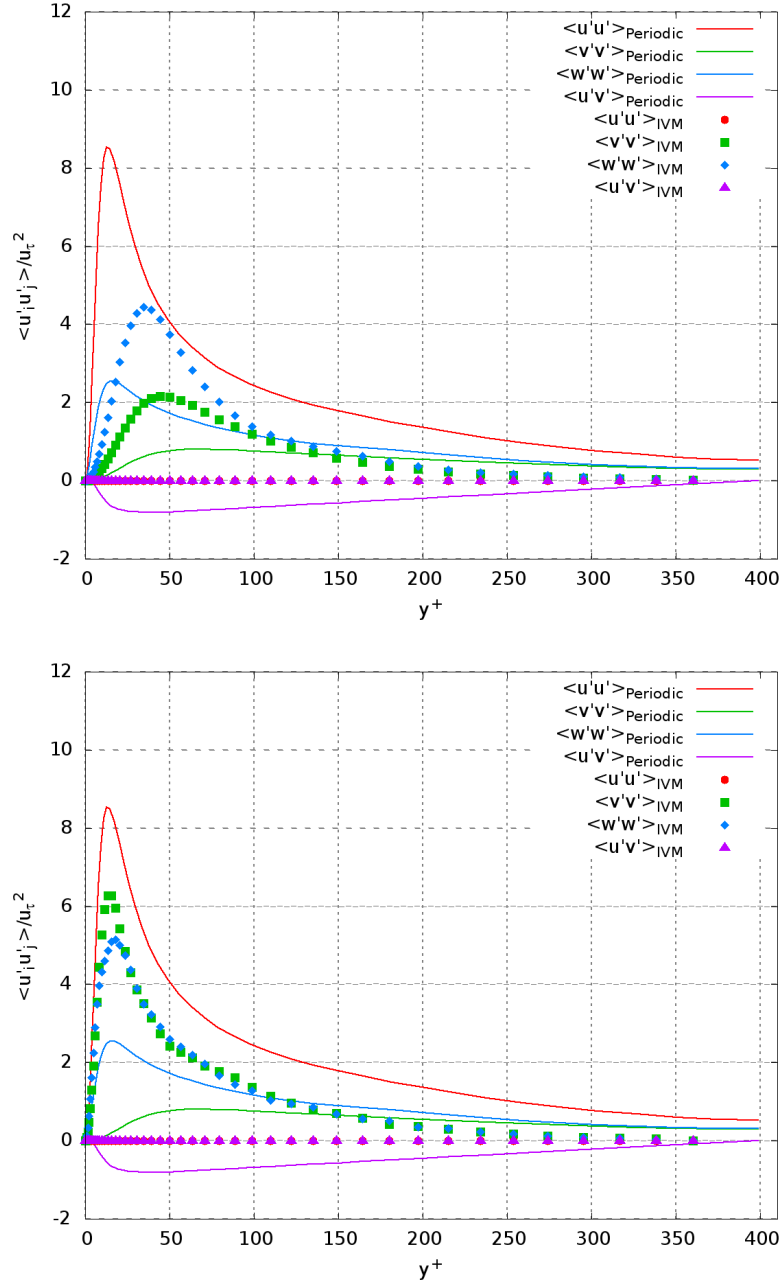 12
10
8
6
4
2
0
-2
<u'ᵢu'ⱼ>/u_τ²
<u'u'>Periodic
<v'v'>Periodic
<w'w'>Periodic
<u'v'>Periodic
<u'u'>IVM
<v'v'>IVM
<w'w'>IVM
<u'v'>IVM
0 50 100 150 200 250 300 350 400
y⁺
12
10
8
6
4
2
0
-2
<u'ᵢu'ⱼ>/u_τ²
<u'u'>Periodic
<v'v'>Periodic
<w'w'>Periodic
<u'v'>Periodic
<u'u'>IVM
<v'v'>IVM
<w'w'>IVM
<u'v'>IVM
0 50 100 150 200 250 300 350 400
y⁺